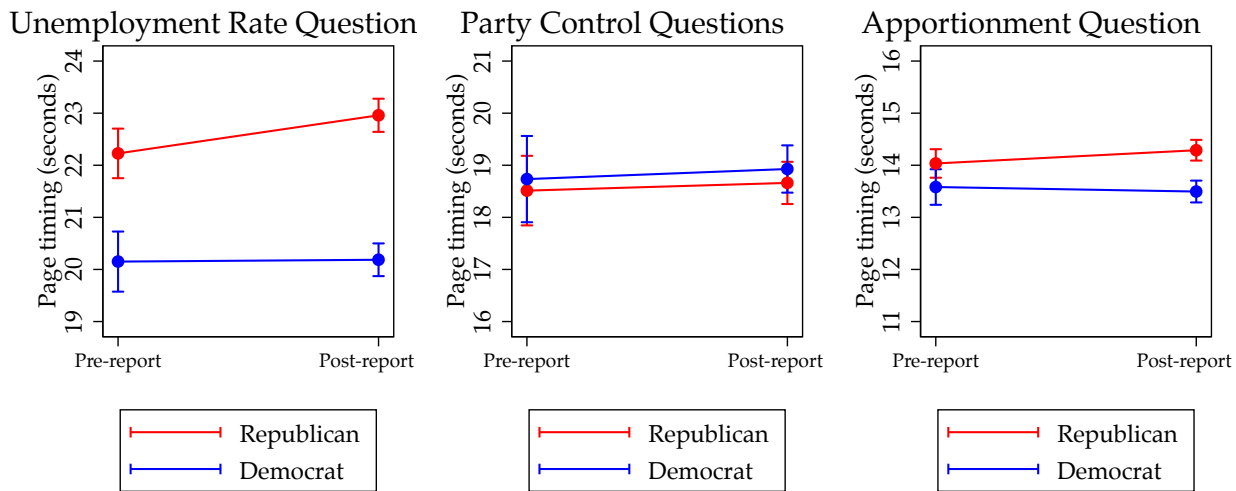 Unemployment Rate Question
Page timing (seconds)
24
23
22
21
20
19
Pre-report
Post-report
Republican
Democrat
Party Control Questions
Page timing (seconds)
21
20
19
18
17
16
Pre-report
Post-report
Republican
Democrat
Apportionment Question
Page timing (seconds)
16
15
14
13
12
11
Pre-report
Post-report
Republican
Democrat